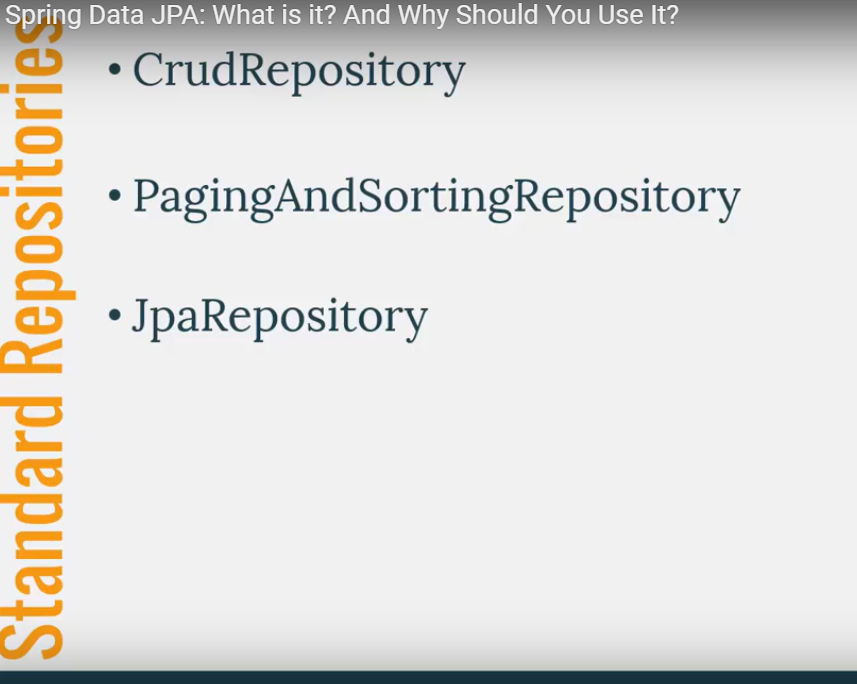 Spring Data JPA: What is it? And Why Should You Use It?
Standard Repositories
• CrudRepository
• PagingAndSortingRepository
• JpaRepository